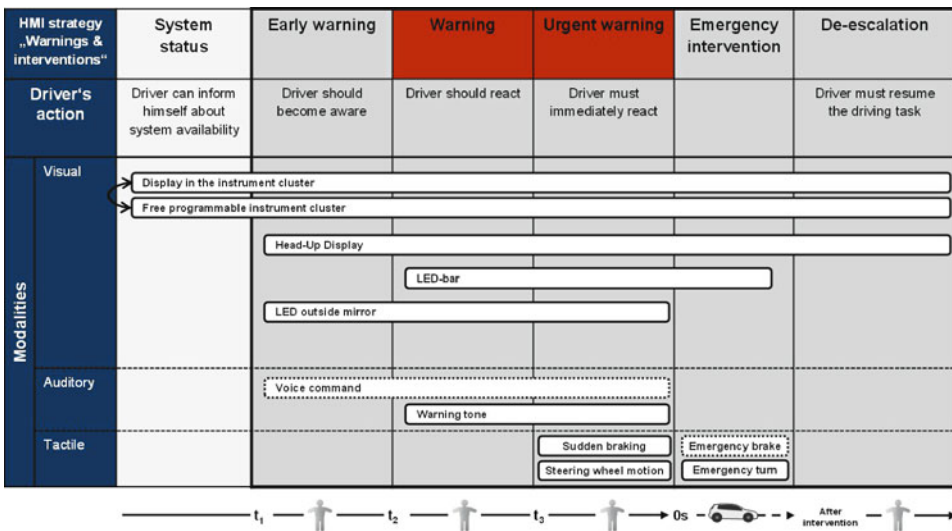 HMI strategy
„Warnings &
interventions“
System
status
Early warning
Warning
Urgent warning
Emergency
intervention
De-escalation
Driver's
action
Driver can inform
himself about
system availability
Driver should
become aware
Driver should react
Driver must
immediately react
Driver must resume
the driving task
Modalities
Visual
Display in the instrument cluster
Free programmable instrument cluster
Head-Up Display
LED-bar
LED outside mirror
Auditory
Voice command
Warning tone
Tactile
Sudden braking
Emergency brake
Steering wheel motion
Emergency turn
t1
t2
t3
0s
After
intervention